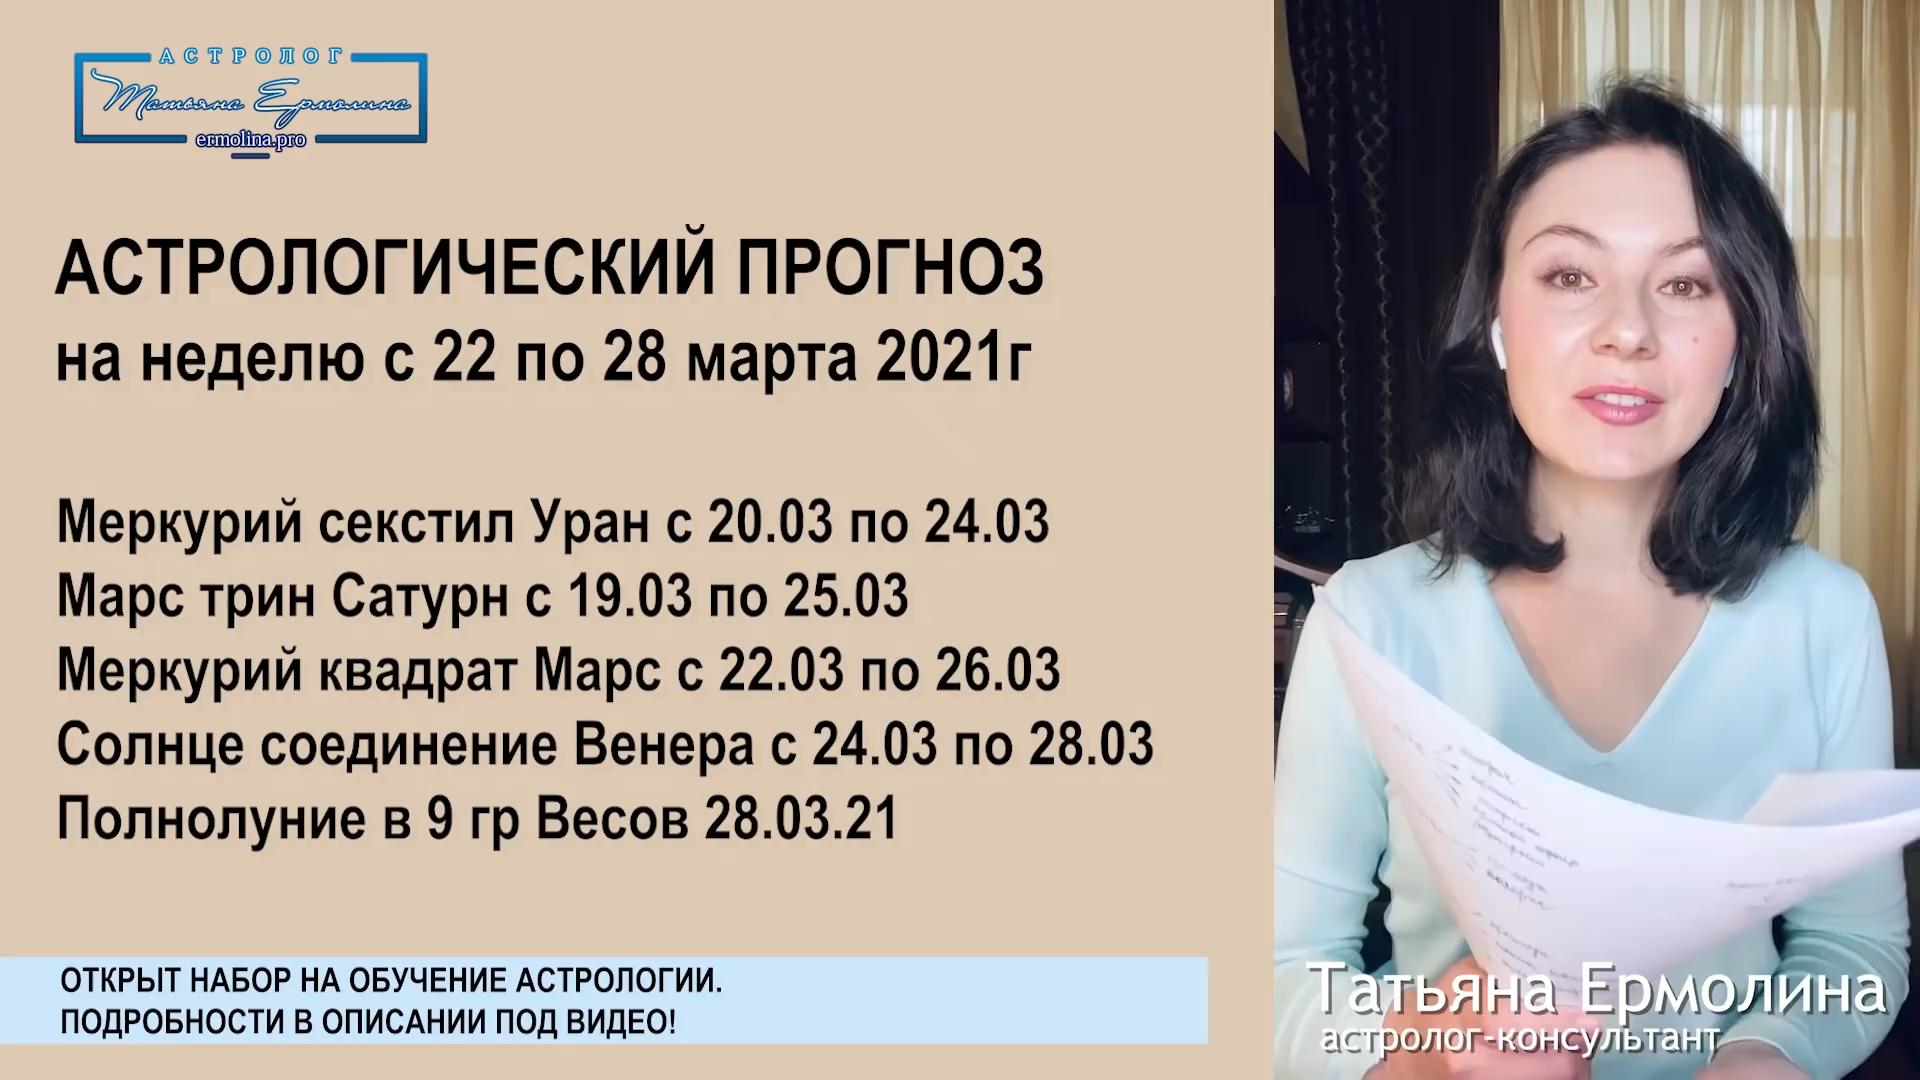 АСТРОЛОГ
Татьяна Ермолина
ermolina.pro
АСТРОЛОГИЧЕСКИЙ ПРОГНОЗ
на неделю с 22 по 28 марта 2021г
Меркурий секстил Уран с 20.03 по 24.03
Марс трин Сатурн с 19.03 по 25.03
Меркурий квадрат Марс с 22.03 по 26.03
Солнце соединение Венера с 24.03 по 28.03
Полнолуние в 9 гр Весов 28.03.21
ОТКРЫТ НАБОР НА ОБУЧЕНИЕ АСТРОЛОГИИ.
ПОДРОБНОСТИ В ОПИСАНИИ ПОД ВИДЕО!
Татьяна Ермолина
астролог-консультант